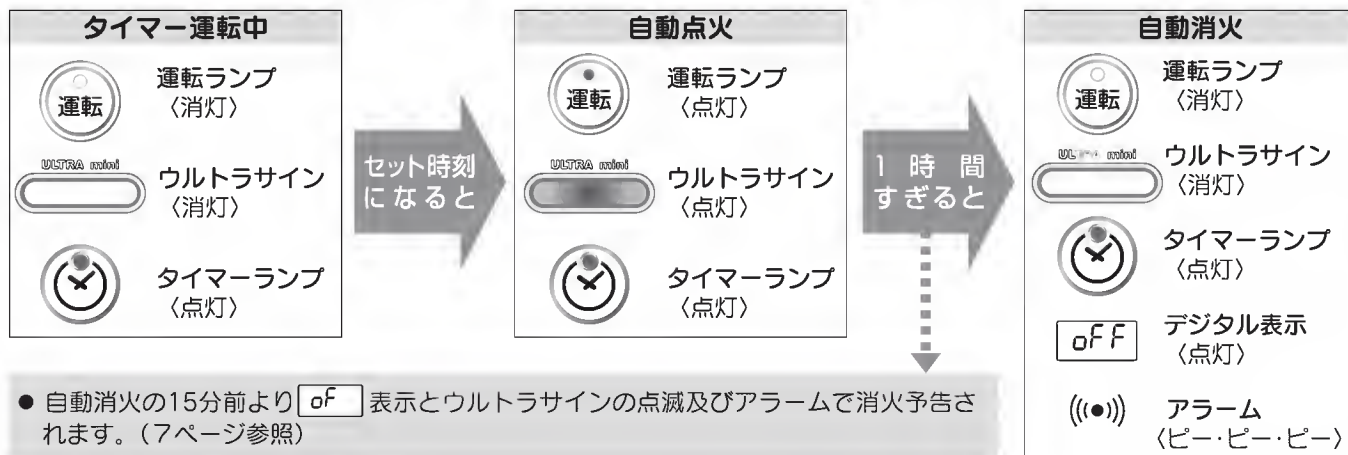 タイマー運転中
運転
運転ランプ
〈消灯〉
ULTRA mini
ウルトラサイン
〈消灯〉
タイマーランプ
〈点灯〉
セット時刻
になると
自動点火
運転
運転ランプ
〈点灯〉
ULTRA mini
ウルトラサイン
〈点灯〉
タイマーランプ
〈点灯〉
1時間
すぎると
自動消火
運転
運転ランプ
〈消灯〉
mini
ウルトラサイン
〈消灯〉
タイマーランプ
〈点灯〉
oFF
デジタル表示
〈点灯〉
アラーム
〈ピー・ピー・ピー〉
● 自動消火の15分前より oF 表示とウルトラサインの点滅及びアラームで消火予告さ
れます。(7ページ参照)